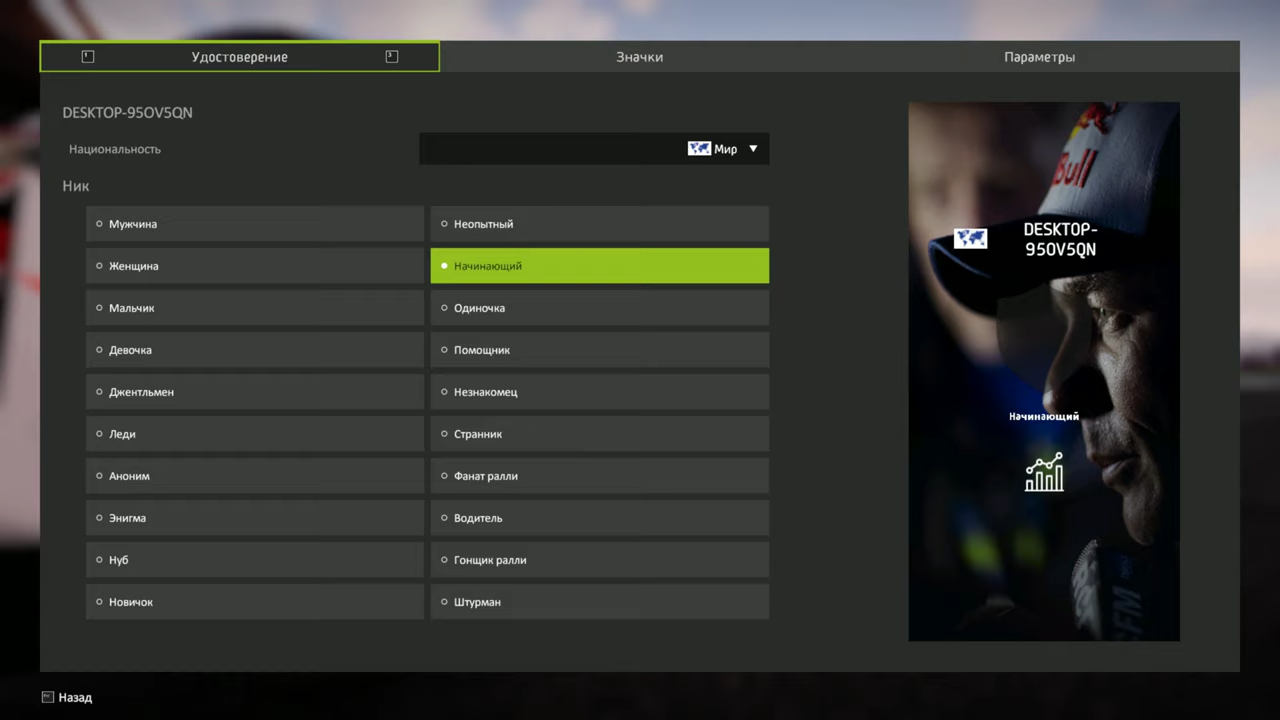 Удостоверение
Значки
Параметры
DESKTOP-95OV5QN
Национальность
Мир
Ник
Мужчина
Неопытный
Женщина
Начинающий
Мальчик
Одиночка
Девочка
Помощник
Джентльмен
Незнакомец
Леди
Странник
Аноним
Фанат ралли
Энигма
Водитель
Нуб
Гонщик ралли
Новичок
Штурман
Bull
DESKTOP-
95OV5QN
Начинающий
Назад